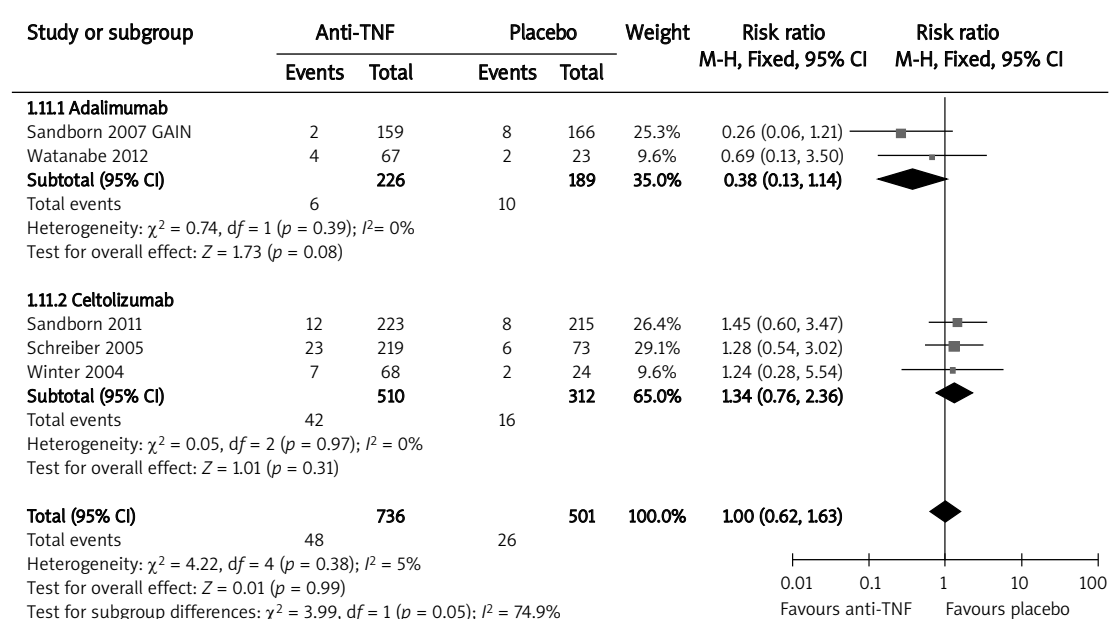 Study or subgroup Anti-TNF Placebo Weight Risk ratio Risk ratio
Events Total Events Total M-H, Fixed, 95% CI M-H, Fixed, 95% CI
1.11.1 Adalimumab
Sandborn 2007 GAIN 2 159 8 166 25.3% 0.26 (0.06, 1.21)
Watanabe 2012 4 67 2 23 9.6% 0.69 (0.13, 3.50)
Subtotal (95% CI) 226 189 35.0% 0.38 (0.13, 1.14)
Total events 6 10
Heterogeneity: χ² = 0.74, df = 1 (p = 0.39); I²= 0%
Test for overall effect: Z = 1.73 (p = 0.08)
1.11.2 Celtolizumab
Sandborn 2011 12 223 8 215 26.4% 1.45 (0.60, 3.47)
Schreiber 2005 23 219 6 73 29.1% 1.28 (0.54, 3.02)
Winter 2004 7 68 2 24 9.6% 1.24 (0.28, 5.54)
Subtotal (95% CI) 510 312 65.0% 1.34 (0.76, 2.36)
Total events 42 16
Heterogeneity: χ² = 0.05, df = 2 (p = 0.97); I² = 0%
Test for overall effect: Z = 1.01 (p = 0.31)
Total (95% CI) 736 501 100.0% 1.00 (0.62, 1.63)
Total events 48 26
Heterogeneity: χ² = 4.22, df = 4 (p = 0.38); I² = 5%
Test for overall effect: Z = 0.01 (p = 0.99)
Test for subgroup differences: χ² = 3.99, df = 1 (p = 0.05); I² = 74.9%
0.01 0.1 1 10 100
Favours anti-TNF Favours placebo